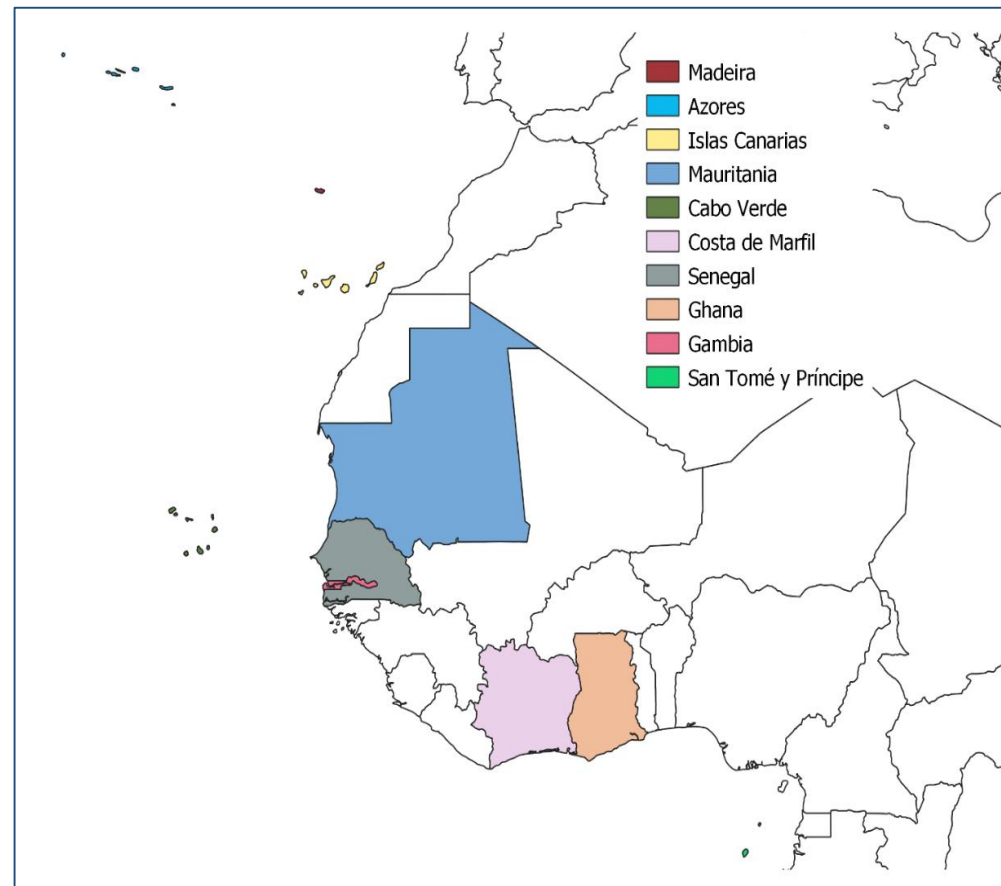 Madeira
Azores
Islas Canarias
Mauritania
Cabo Verde
Costa de Marfil
Senegal
Ghana
Gambia
San Tomé y Príncipe